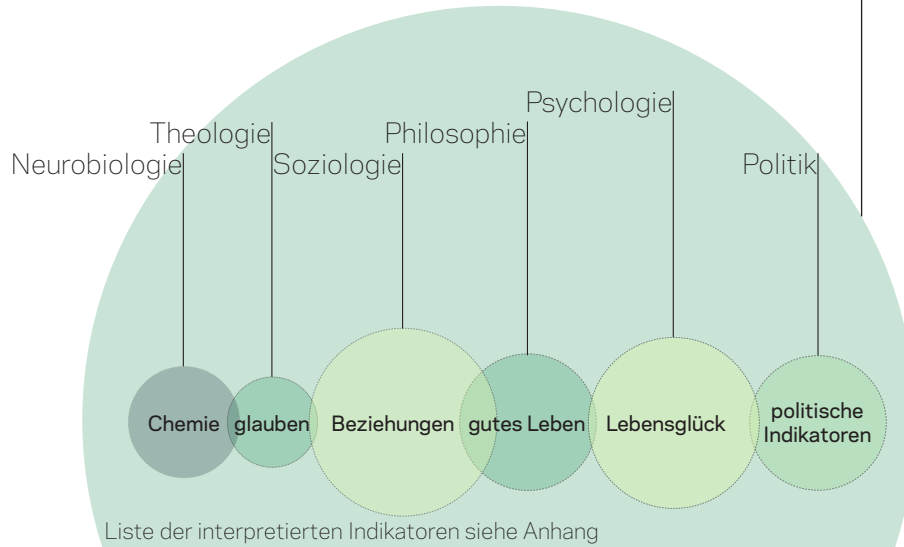 Psychologie
Theologie
Philosophie
Neurobiologie
Soziologie
Politik
Chemie
glauben
Beziehungen
gutes Leben
Lebensglück
politische
Indikatoren
Liste der interpretierten Indikatoren siehe Anhang